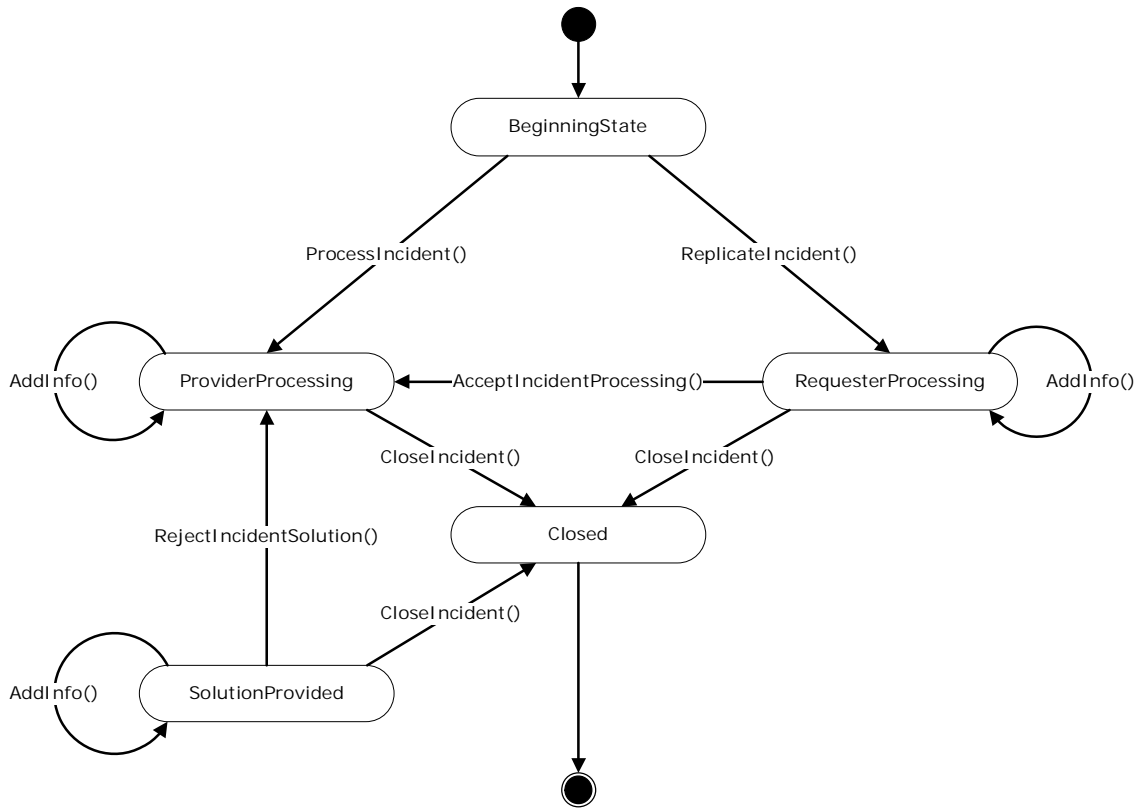 BeginningState
ProcessIncident()
ReplicateIncident()
AddInfo()
ProviderProcessing
AcceptIncidentProcessing()
RequesterProcessing
AddInfo()
CloseIncident()
CloseIncident()
RejectIncidentSolution()
Closed
CloseIncident()
AddInfo()
SolutionProvided